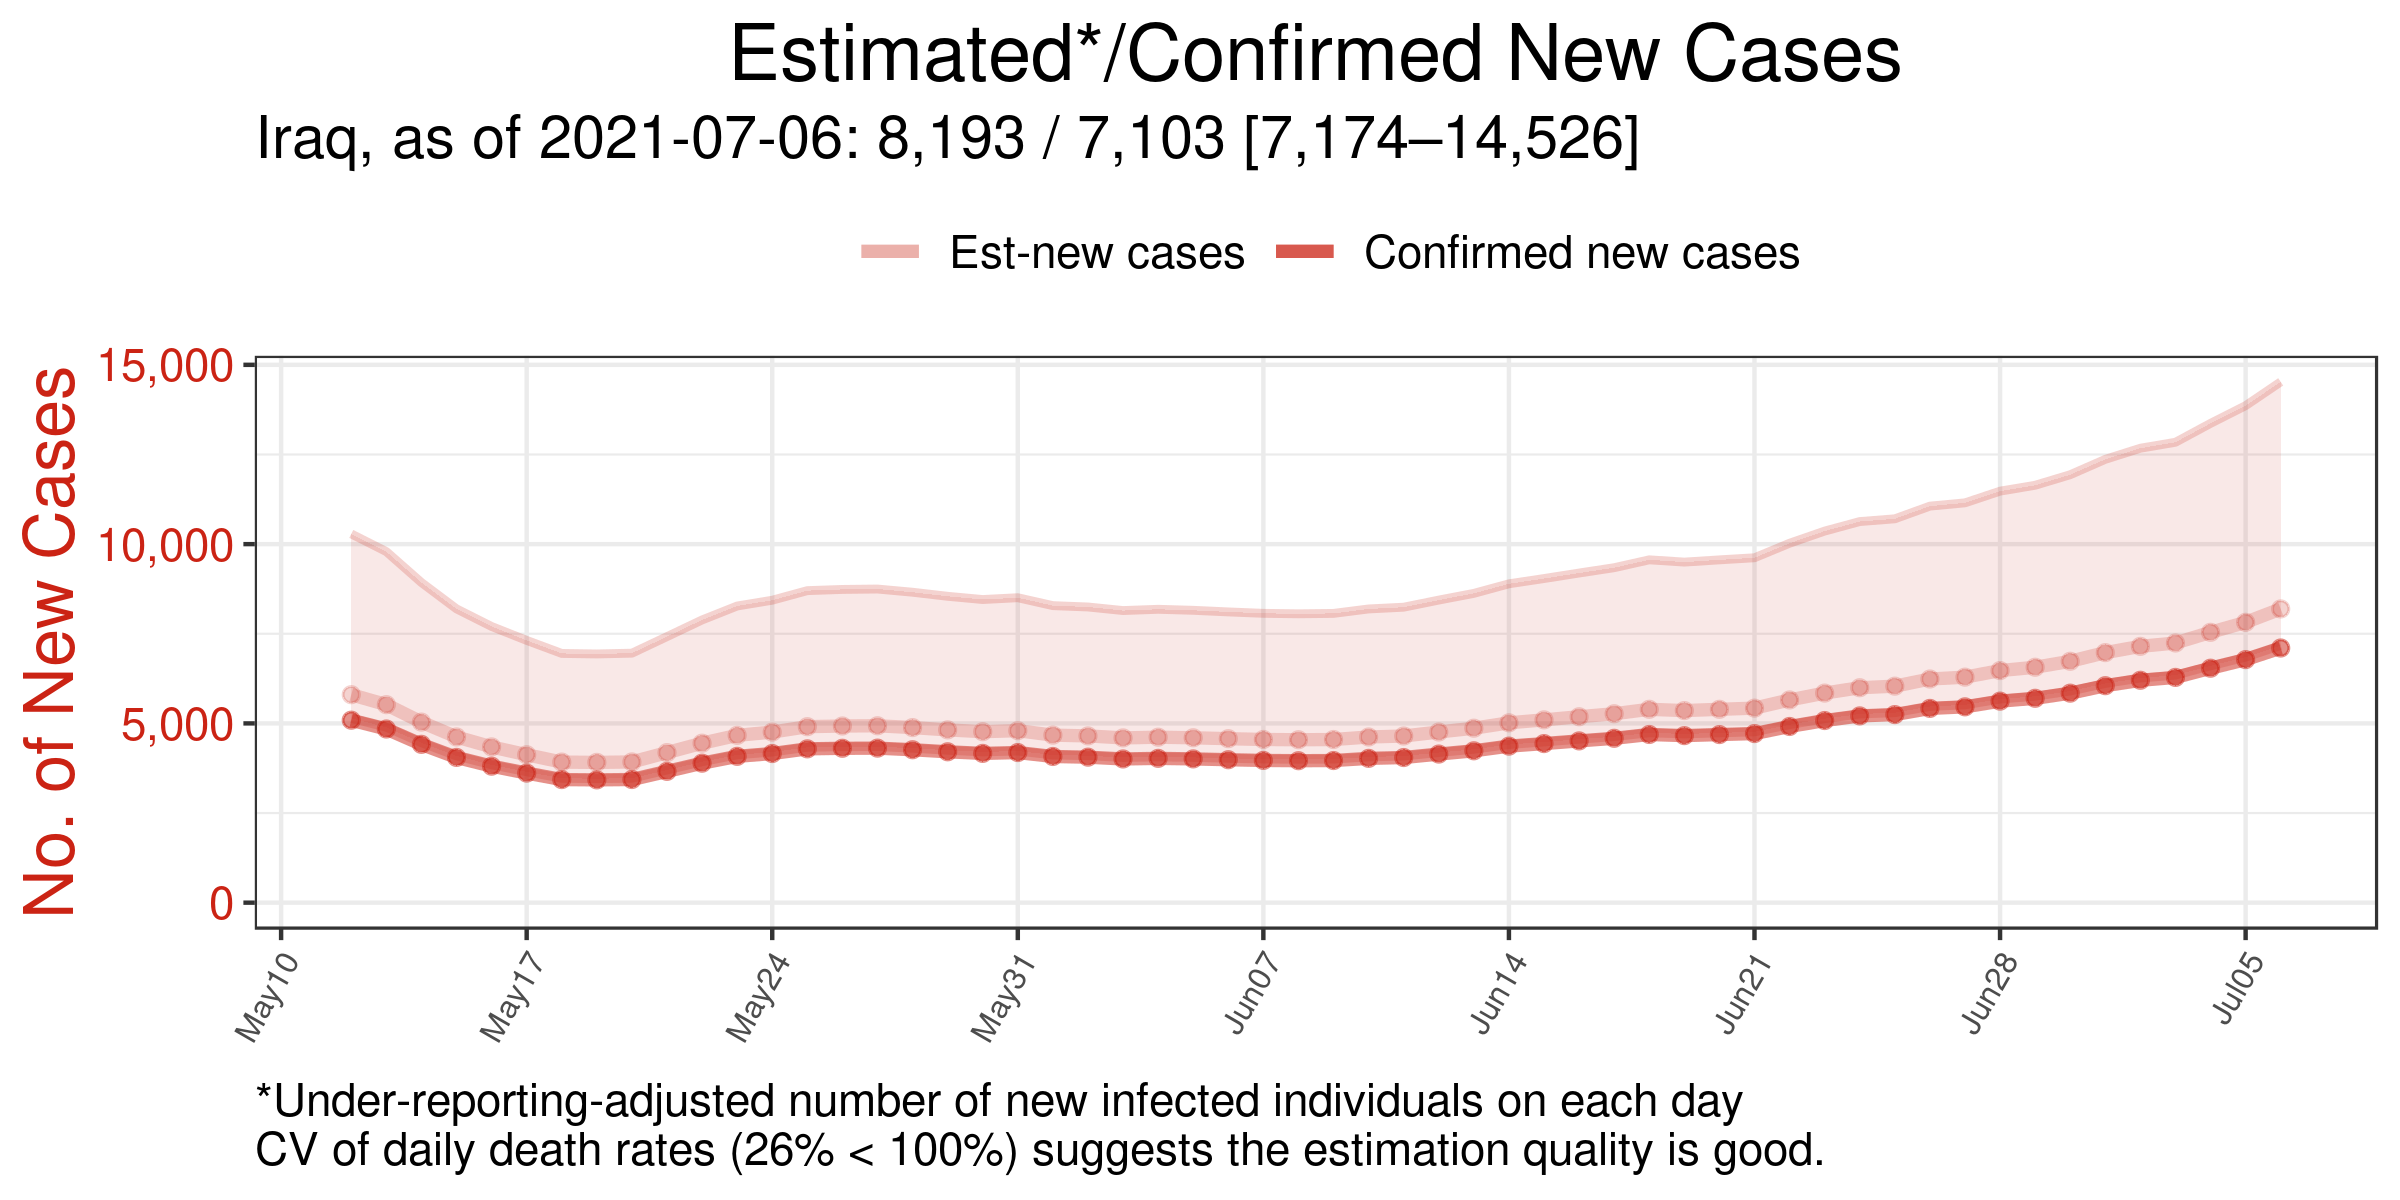 Estimated*/Confirmed New Cases
Iraq, as of 2021-07-06: 8,193 / 7,103 [7,174–14,526]
Est-new cases Confirmed new cases
No. of New Cases
15,000
10,000
5,000
0
May10 May17 May24 May31 Jun07 Jun14 Jun21 Jun28 Jul05
*Under-reporting-adjusted number of new infected individuals on each day
CV of daily death rates (26% < 100%) suggests the estimation quality is good.